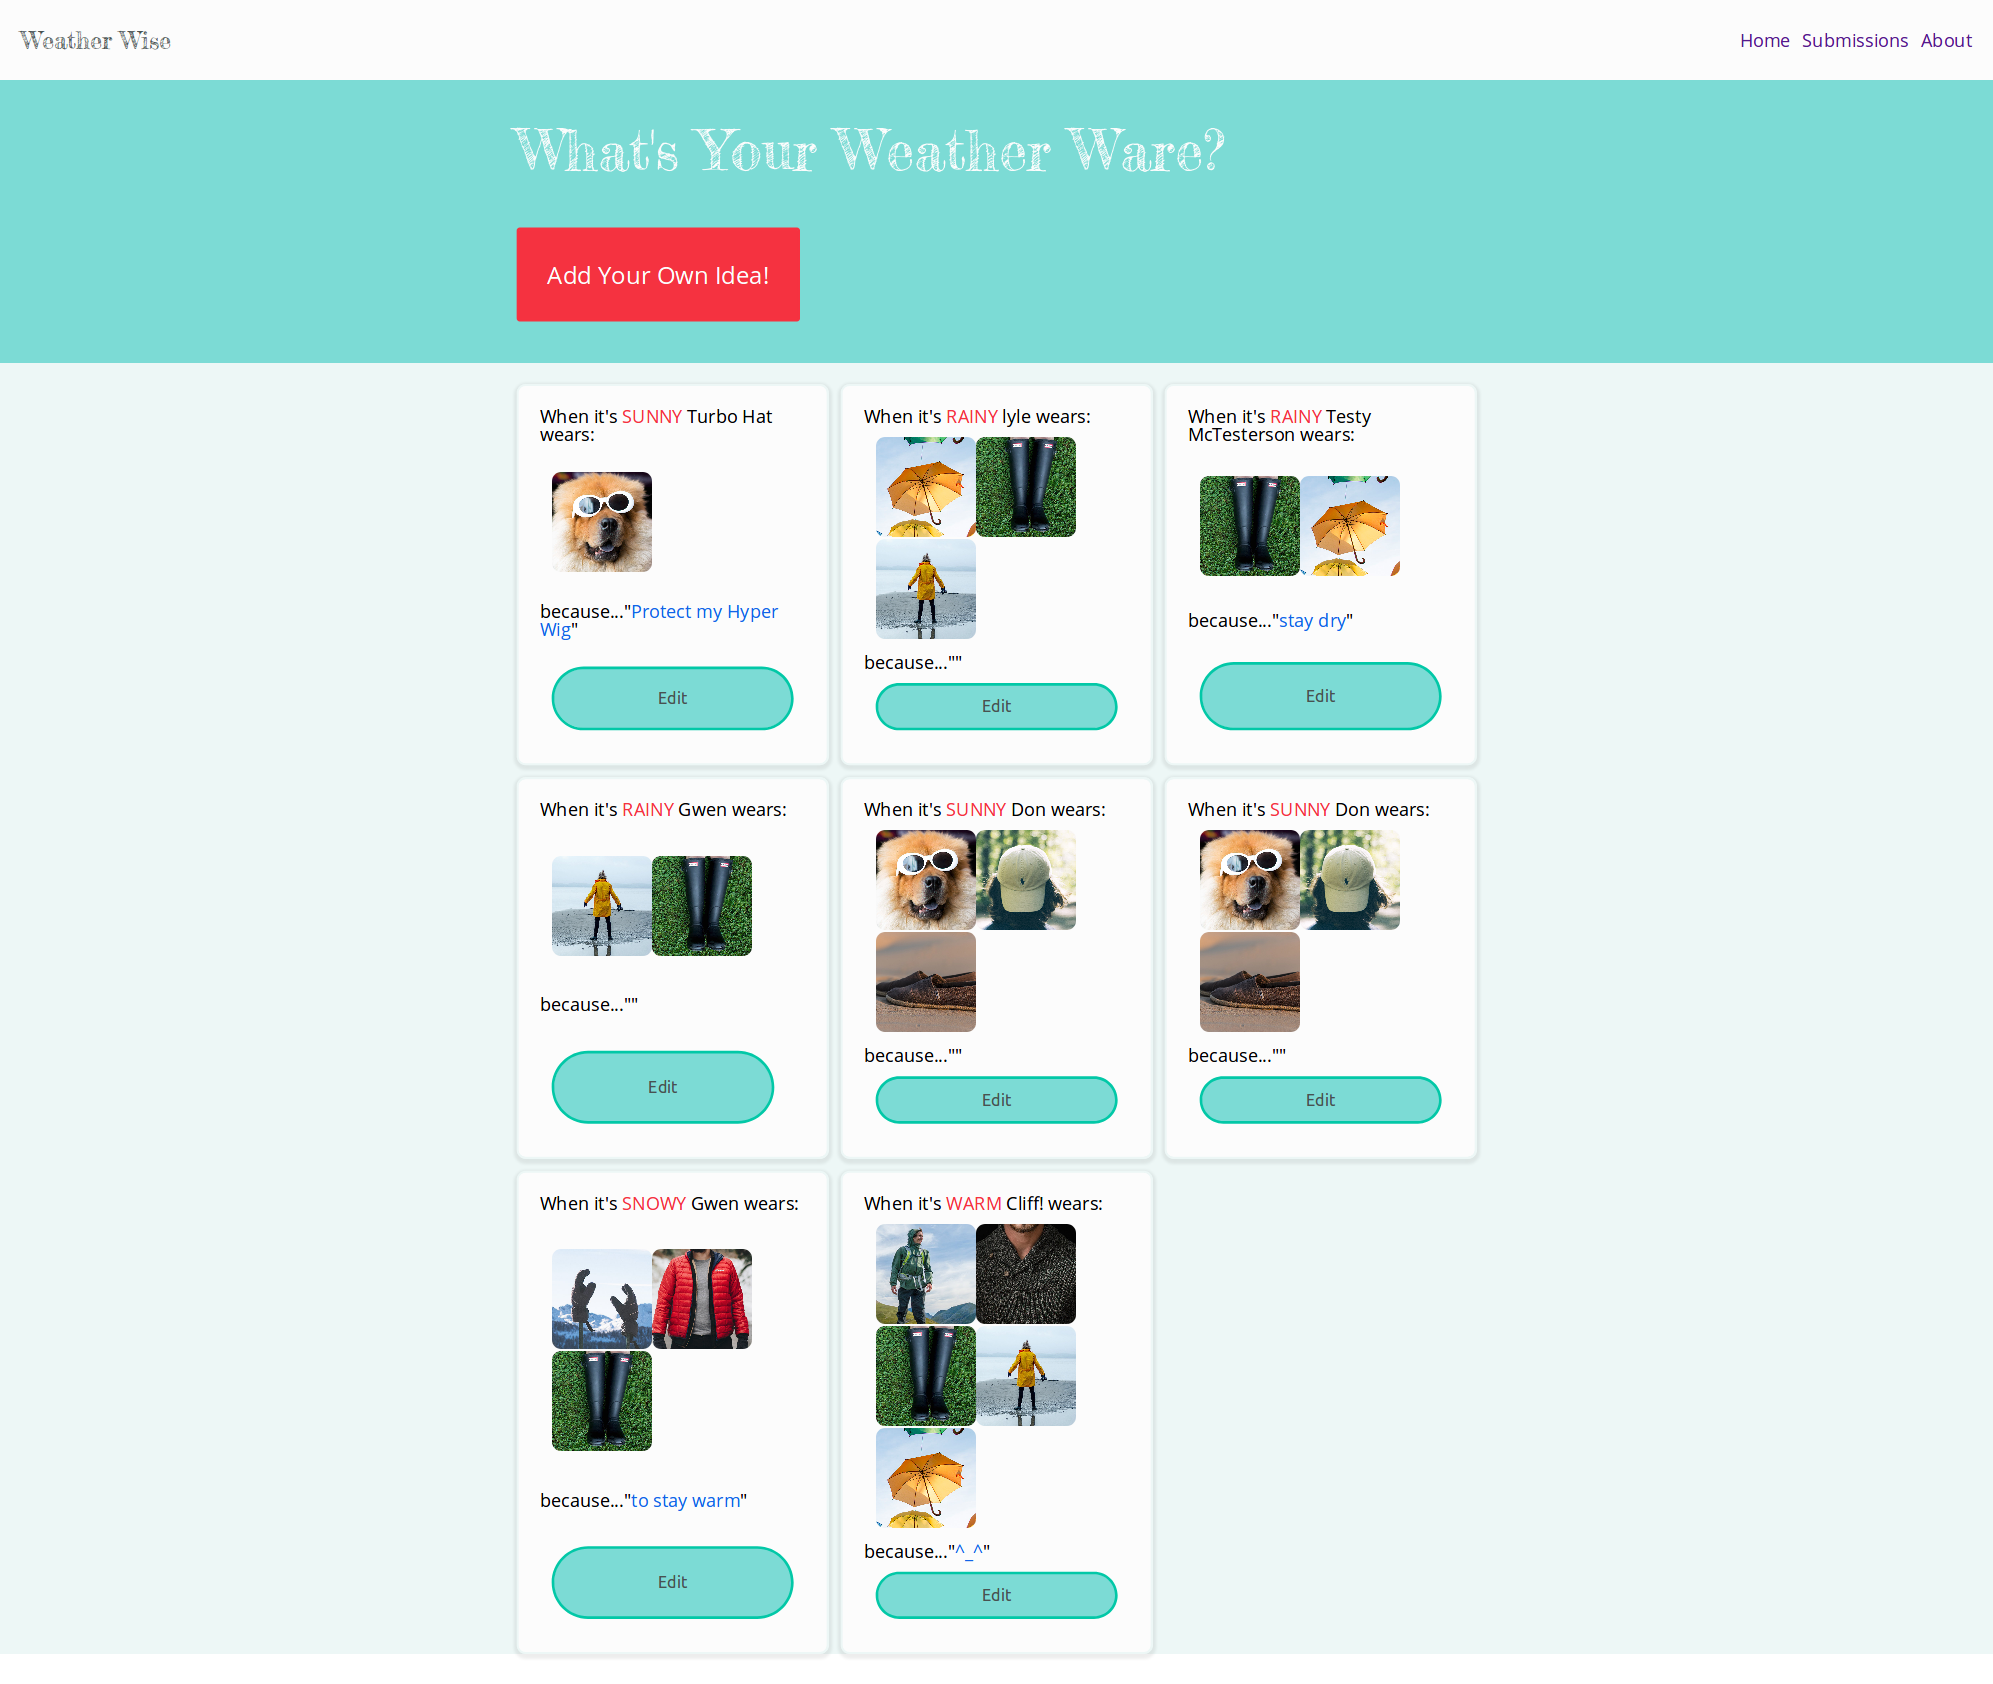 Weather Wise
Home Submissions About
What's Your Weather Ware?
Add Your Own Idea!
When it's SUNNY Turbo Hat
wears:
because..."Protect my Hyper
Wig"
Edit
When it's RAINY lyle wears:
because...""
Edit
When it's RAINY Testy
McTesterson wears:
because..."stay dry"
Edit
When it's RAINY Gwen wears:
because...""
Edit
When it's SUNNY Don wears:
because...""
Edit
When it's SUNNY Don wears:
because...""
Edit
When it's SNOWY Gwen wears:
because..."to stay warm"
Edit
When it's WARM Cliff! wears:
because..."^_^"
Edit